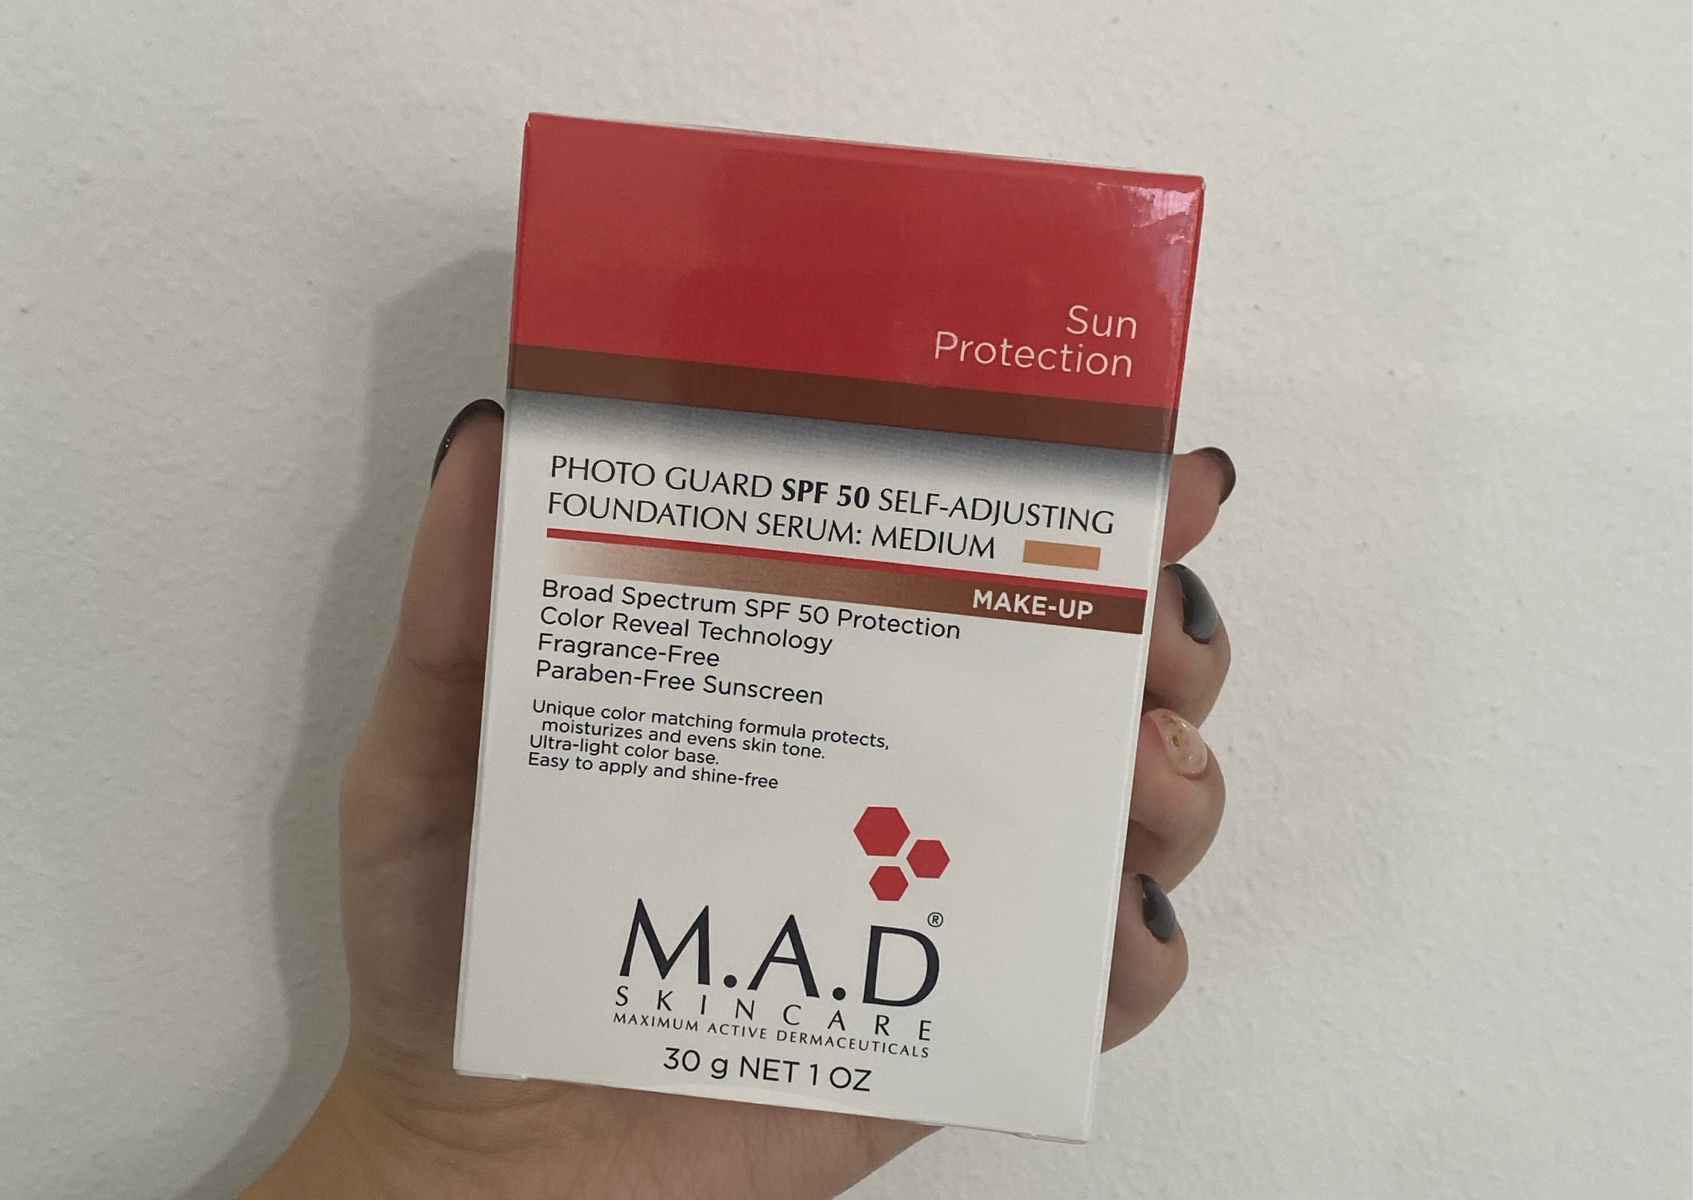 Sun
Protection
PHOTO GUARD SPF 50 SELF-ADJUSTING
FOUNDATION SERUM: MEDIUM
MAKE-UP
Broad Spectrum SPF 50 Protection
Color Reveal Technology
Fragrance-Free
Paraben-Free Sunscreen
Unique color matching formula protects,
moisturizes and evens skin tone.
Ultra-light color base.
Easy to apply and shine-free
M.A.D®
SKINCARE
MAXIMUM ACTIVE DERMACEUTICALS
30 g NET 1 OZ